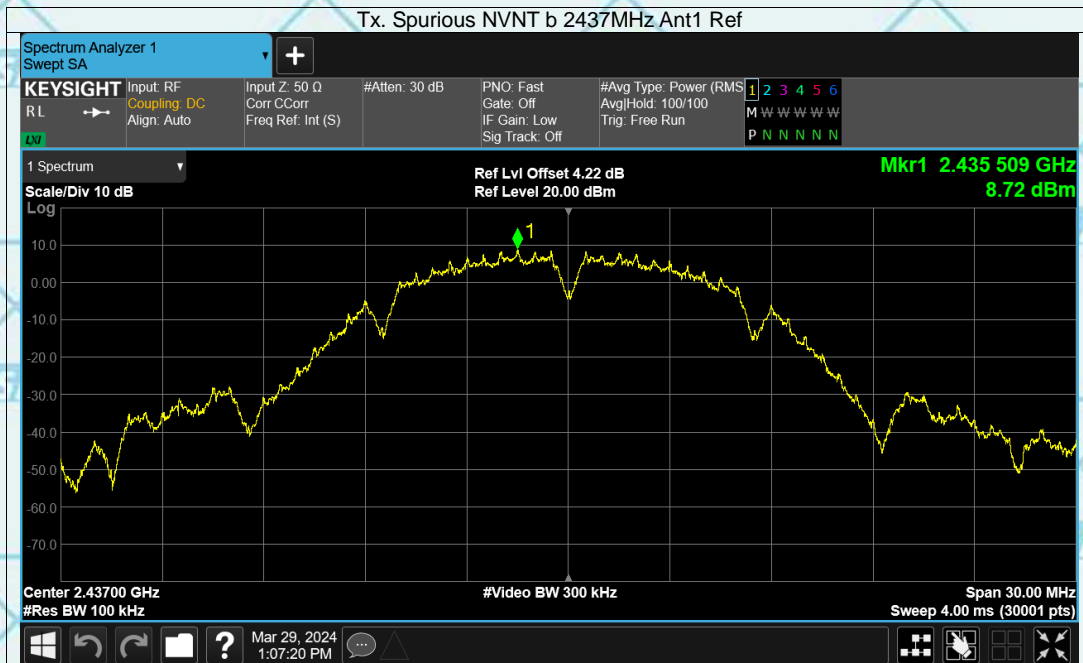 Tx. Spurious NVNT b 2437MHz Ant1 Ref
Spectrum Analyzer 1
Swept SA
+
KEYSIGHT
R L
LXI
Input: RF
Coupling: DC
Align: Auto
Input Z: 50 Ω
Corr CCorr
Freq Ref: Int (S)
#Atten: 30 dB
PNO: Fast
Gate: Off
IF Gain: Low
Sig Track: Off
#Avg Type: Power (RMS
Avg|Hold: 100/100
Trig: Free Run
1 2 3 4 5 6
M W W W W W
P N N N N N
1 Spectrum
Scale/Div 10 dB
Log
Ref Lvl Offset 4.22 dB
Ref Level 20.00 dBm
Mkr1 2.435 509 GHz
8.72 dBm
1
10.0
0.00
-10.0
-20.0
-30.0
-40.0
-50.0
-60.0
-70.0
Center 2.43700 GHz
#Res BW 100 kHz
#Video BW 300 kHz
Span 30.00 MHz
Sweep 4.00 ms (30001 pts)
?
Mar 29, 2024
1:07:20 PM